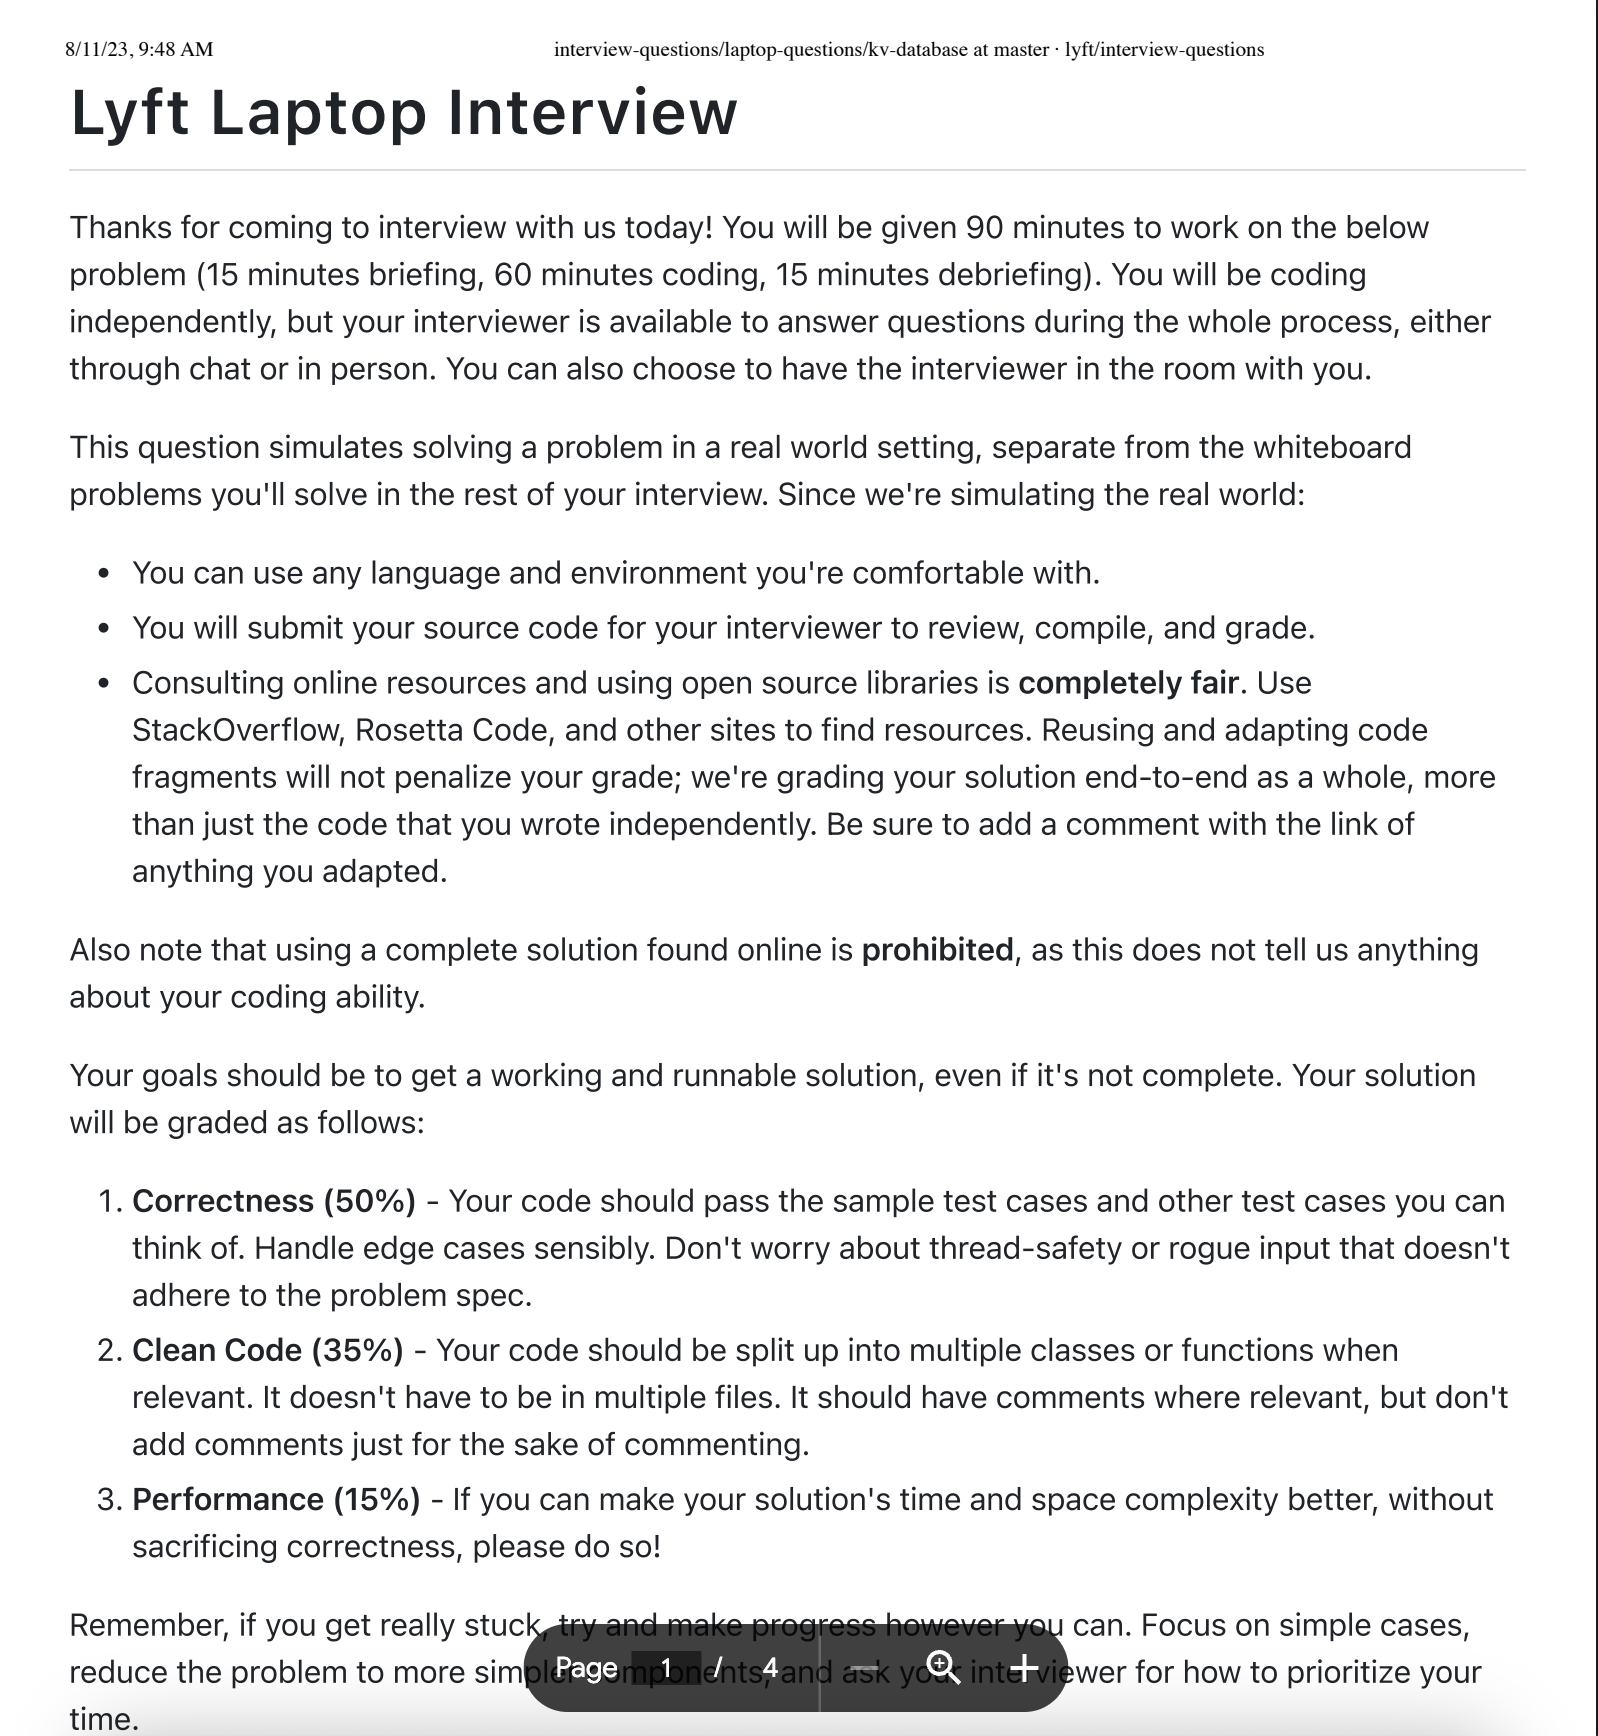 8/11/23, 9:48 AM interview-questions/laptop-questions/kv-database at master · lyft/interview-questions
Lyft Laptop Interview
Thanks for coming to interview with us today! You will be given 90 minutes to work on the below
problem (15 minutes briefing, 60 minutes coding, 15 minutes debriefing). You will be coding
independently, but your interviewer is available to answer questions during the whole process, either
through chat or in person. You can also choose to have the interviewer in the room with you.
This question simulates solving a problem in a real world setting, separate from the whiteboard
problems you'll solve in the rest of your interview. Since we're simulating the real world:
• You can use any language and environment you're comfortable with.
• You will submit your source code for your interviewer to review, compile, and grade.
• Consulting online resources and using open source libraries is completely fair. Use
StackOverflow, Rosetta Code, and other sites to find resources. Reusing and adapting code
fragments will not penalize your grade; we're grading your solution end-to-end as a whole, more
than just the code that you wrote independently. Be sure to add a comment with the link of
anything you adapted.
Also note that using a complete solution found online is prohibited, as this does not tell us anything
about your coding ability.
Your goals should be to get a working and runnable solution, even if it's not complete. Your solution
will be graded as follows:
1. Correctness (50%) - Your code should pass the sample test cases and other test cases you can
think of. Handle edge cases sensibly. Don't worry about thread-safety or rogue input that doesn't
adhere to the problem spec.
2. Clean Code (35%) - Your code should be split up into multiple classes or functions when
relevant. It doesn't have to be in multiple files. It should have comments where relevant, but don't
add comments just for the sake of commenting.
3. Performance (15%) - If you can make your solution's time and space complexity better, without
sacrificing correctness, please do so!
Remember, if you get really stuck, try and make progress however you can. Focus on simple cases,
reduce the problem to more simpler components, and ask your interviewer for how to prioritize your
time.
Page 1 / 4